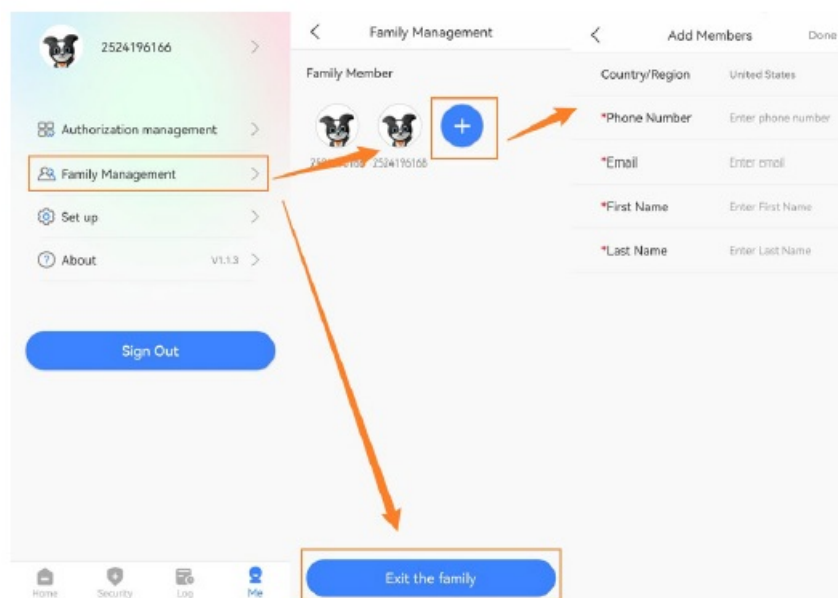 2524196166
Authorization management
Family Management
Set up
About V1.1.3
Sign Out
Home Security Log Me
Family Management
Family Member
2524196168
Exit the family
Add Members Done
Country/Region United States
*Phone Number Enter phone number
*Email Enter email
*First Name Enter First Name
*Last Name Enter Last Name